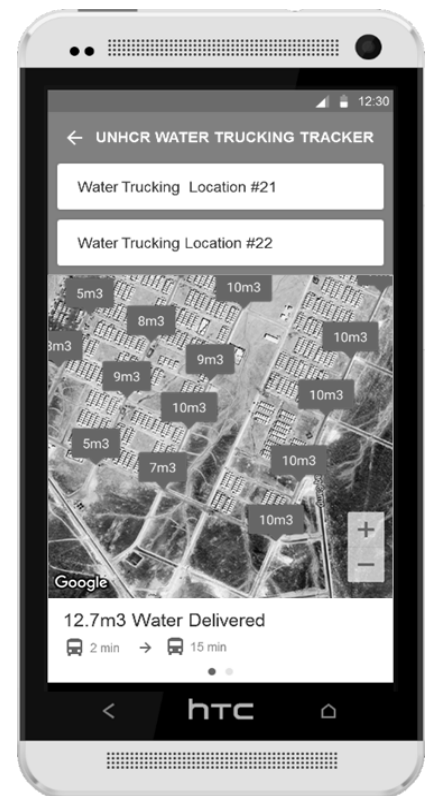 12:30
UNHCR WATER TRUCKING TRACKER
Water Trucking Location #21
Water Trucking Location #22
10m3
5m3
8m3
10m3
9m3
9m3
10m3
10m3
5m3
7m3
10m3
10m3
Google
12.7m3 Water Delivered
2 min → 15 min
hTC